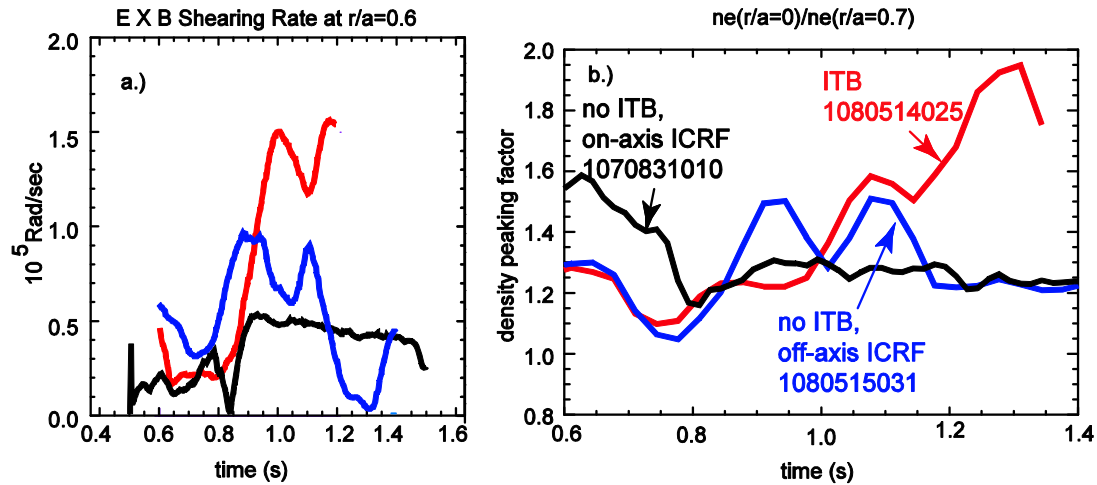 E X B Shearing Rate at r/a=0.6
a.)
2.0
1.5
1.0
0.5
0.0
10 5 Rad/sec
0.4 0.6 0.8 1.0 1.2 1.4 1.6
time (s)
ne(r/a=0)/ne(r/a=0.7)
b.)
no ITB,
on-axis ICRF
1070831010
ITB
1080514025
no ITB,
off-axis ICRF
1080515031
2.0
1.8
1.6
1.4
1.2
1.0
0.8
density peaking factor
0.6 0.8 1.0 1.2 1.4
time (s)